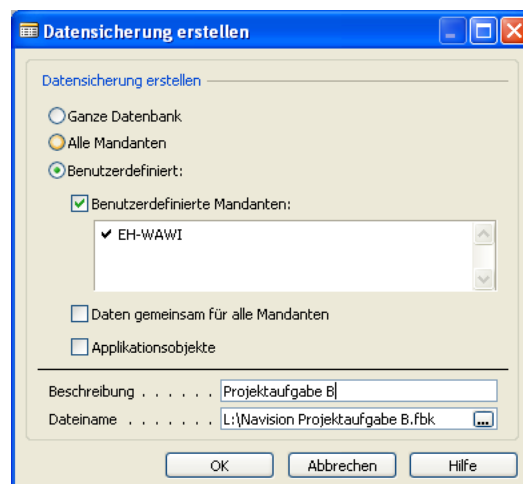 Datensicherung erstellen
Datensicherung erstellen
Ganze Datenbank
Alle Mandanten
Benutzerdefiniert:
Benutzerdefinierte Mandanten:
EH-WAWI
Daten gemeinsam für alle Mandanten
Applikationsobjekte
Beschreibung . . . . . . Projektaufgabe B
Dateiname . . . . . . . L:\Navision Projektaufgabe B.fbk ...
OK Abbrechen Hilfe